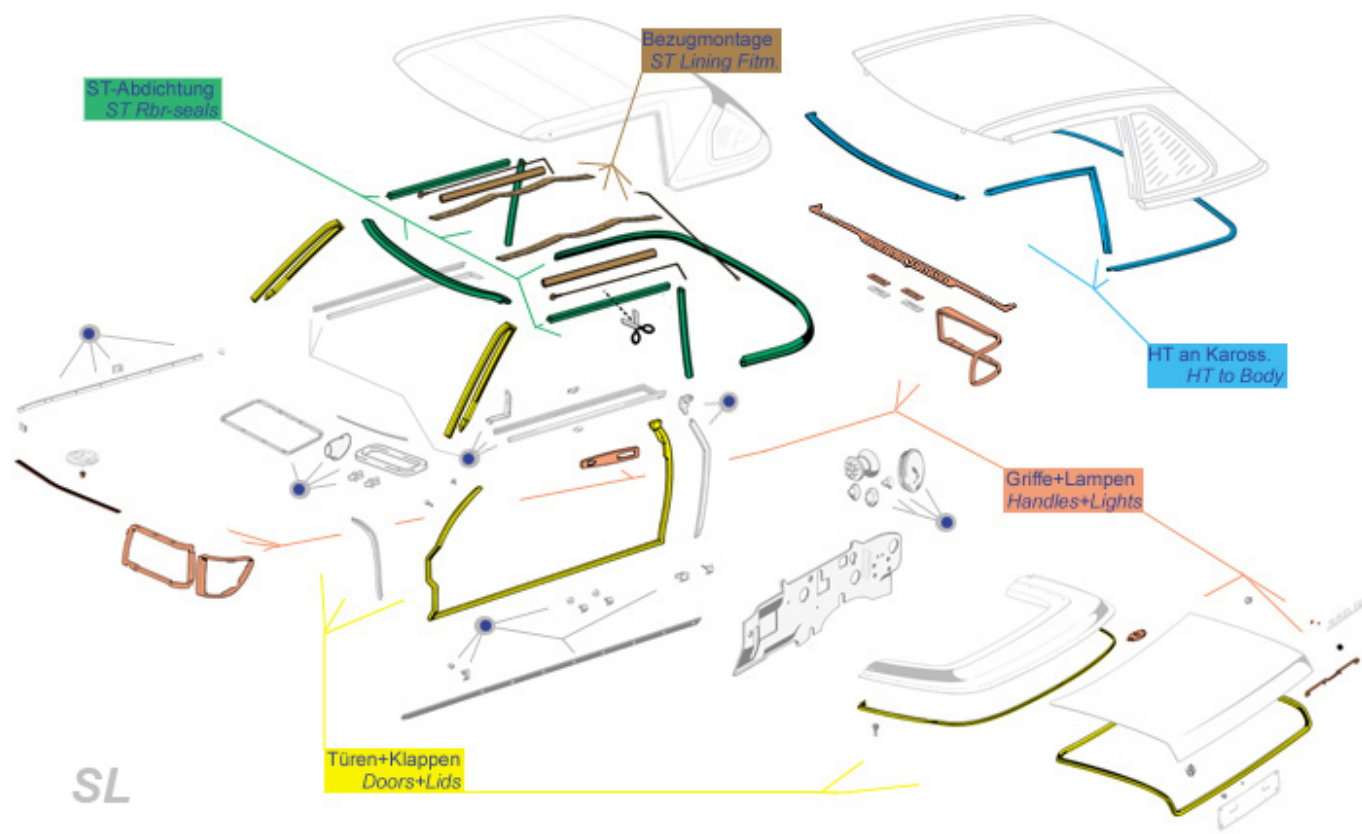 Bezugmontage
ST Lining Fitm.
ST-Abdichtung
ST Rbr-seals
HT an Kaross.
HT to Body
Griffe+Lampen
Handles+Lights
Türen+Klappen
Doors+Lids
SL